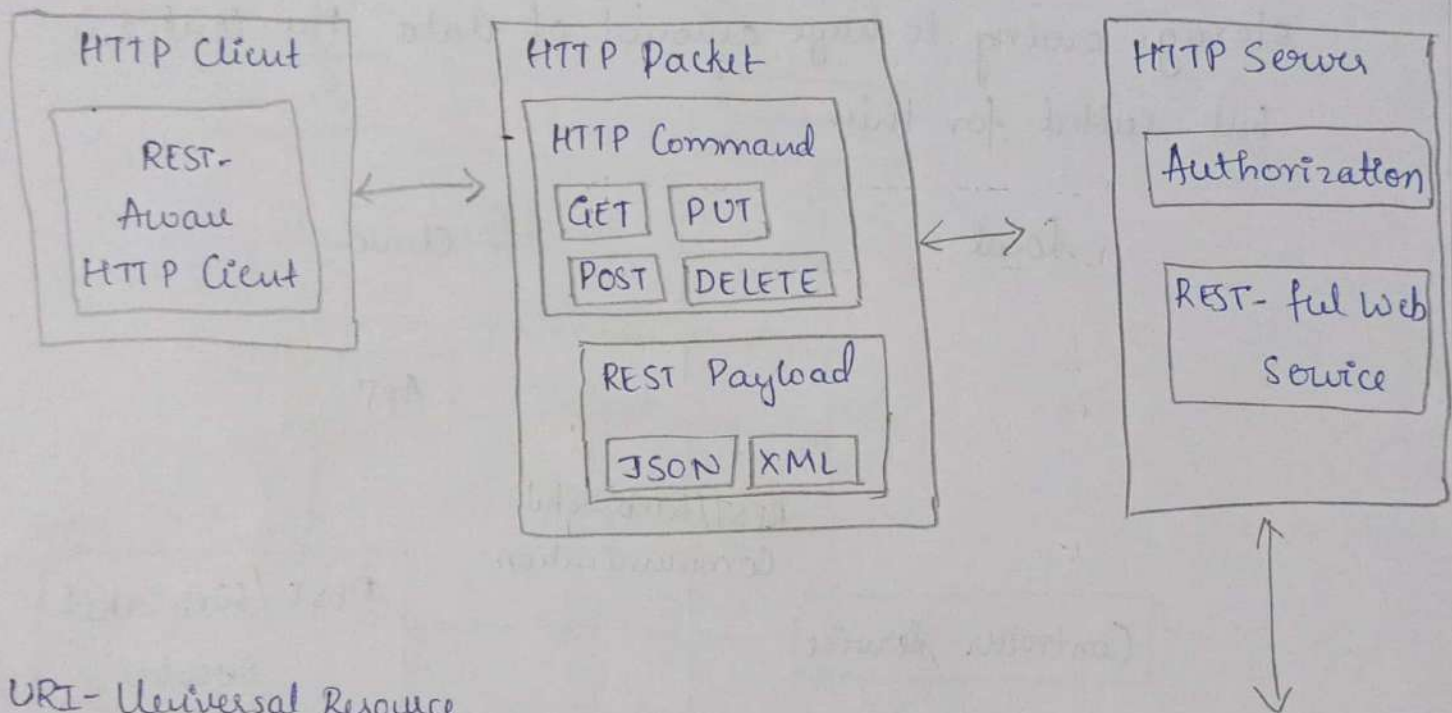 HTTP Client
REST-
Aware
HTTP Cient
HTTP Packet
HTTP Command
GET PUT
POST DELETE
REST Payload
JSON XML
HTTP Server
Authorization
REST-ful Web
Service
URI- Universal Resource